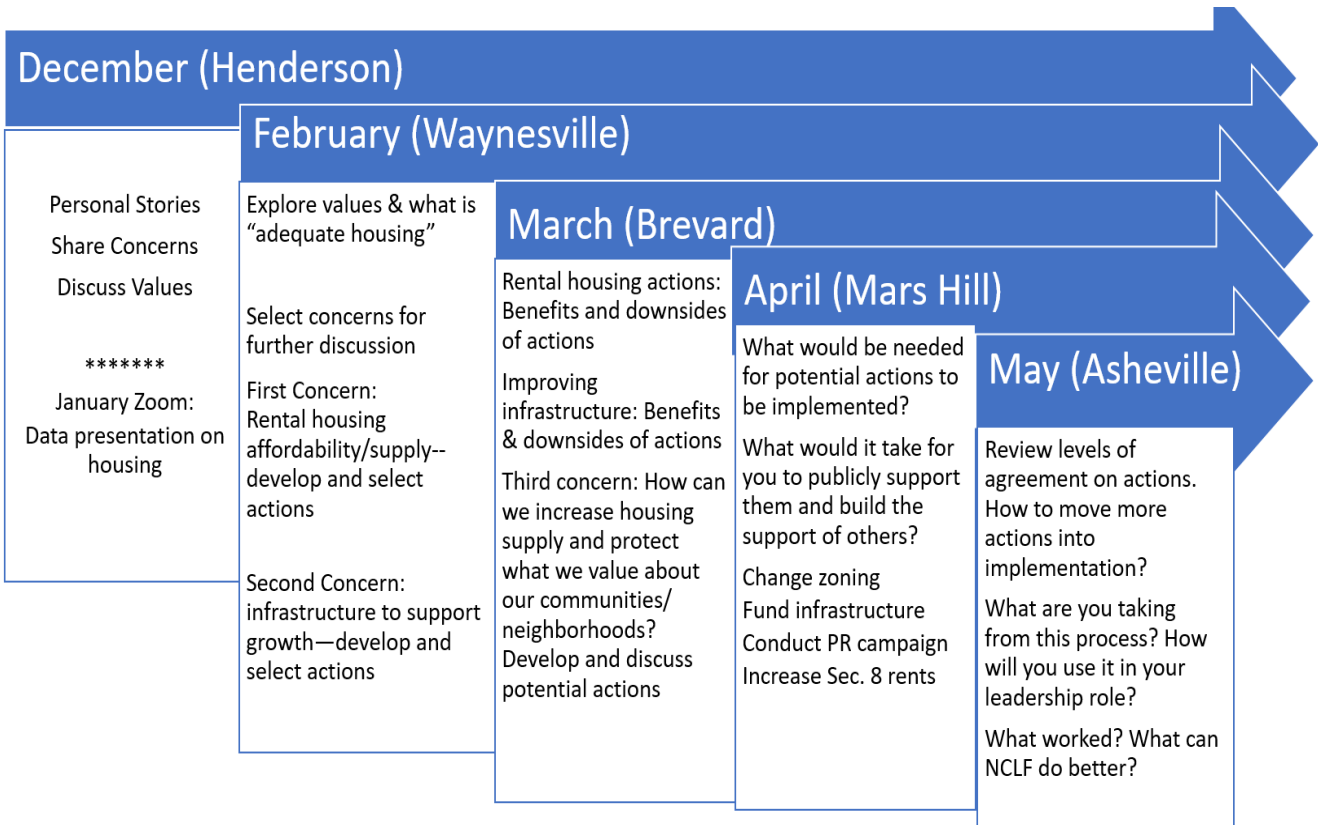 December (Henderson)
Personal Stories
Share Concerns
Discuss Values
*******
January Zoom:
Data presentation on
housing
February (Waynesville)
Explore values & what is
“adequate housing”
Select concerns for
further discussion
First Concern:
Rental housing
affordability/supply--
develop and select
actions
Second Concern:
infrastructure to support
growth—develop and
select actions
March (Brevard)
Rental housing actions:
Benefits and downsides
of actions
Improving
infrastructure: Benefits
& downsides of actions
Third concern: How can
we increase housing
supply and protect
what we value about
our communities/
neighborhoods?
Develop and discuss
potential actions
April (Mars Hill)
What would be needed
for potential actions to
be implemented?
What would it take for
you to publicly support
them and build the
support of others?
Change zoning
Fund infrastructure
Conduct PR campaign
Increase Sec. 8 rents
May (Asheville)
Review levels of
agreement on actions.
How to move more
actions into
implementation?
What are you taking
from this process? How
will you use it in your
leadership role?
What worked? What can
NCLF do better?